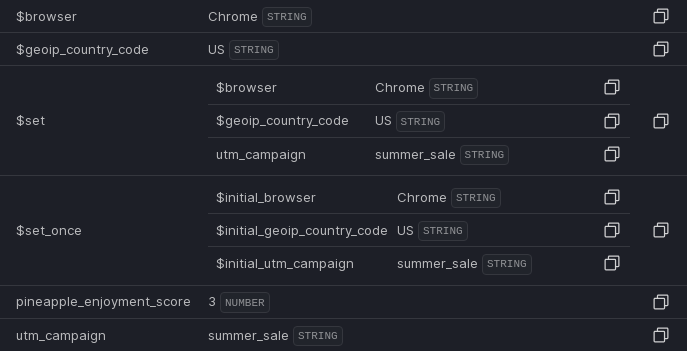 $browser Chrome STRING
$geoip_country_code US STRING
$set
$browser Chrome STRING
$geoip_country_code US STRING
utm_campaign summer_sale STRING
$set_once
$initial_browser Chrome STRING
$initial_geoip_country_code US STRING
$initial_utm_campaign summer_sale STRING
pineapple_enjoyment_score 3 NUMBER
utm_campaign summer_sale STRING